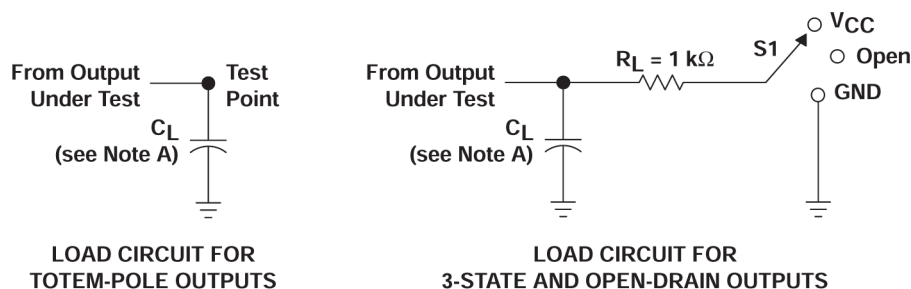 From Output
Under Test
Test
Point
CL
(see Note A)
LOAD CIRCUIT FOR
TOTEM-POLE OUTPUTS
From Output
Under Test
RL = 1 kΩ
S1
VCC
Open
GND
CL
(see Note A)
LOAD CIRCUIT FOR
3-STATE AND OPEN-DRAIN OUTPUTS